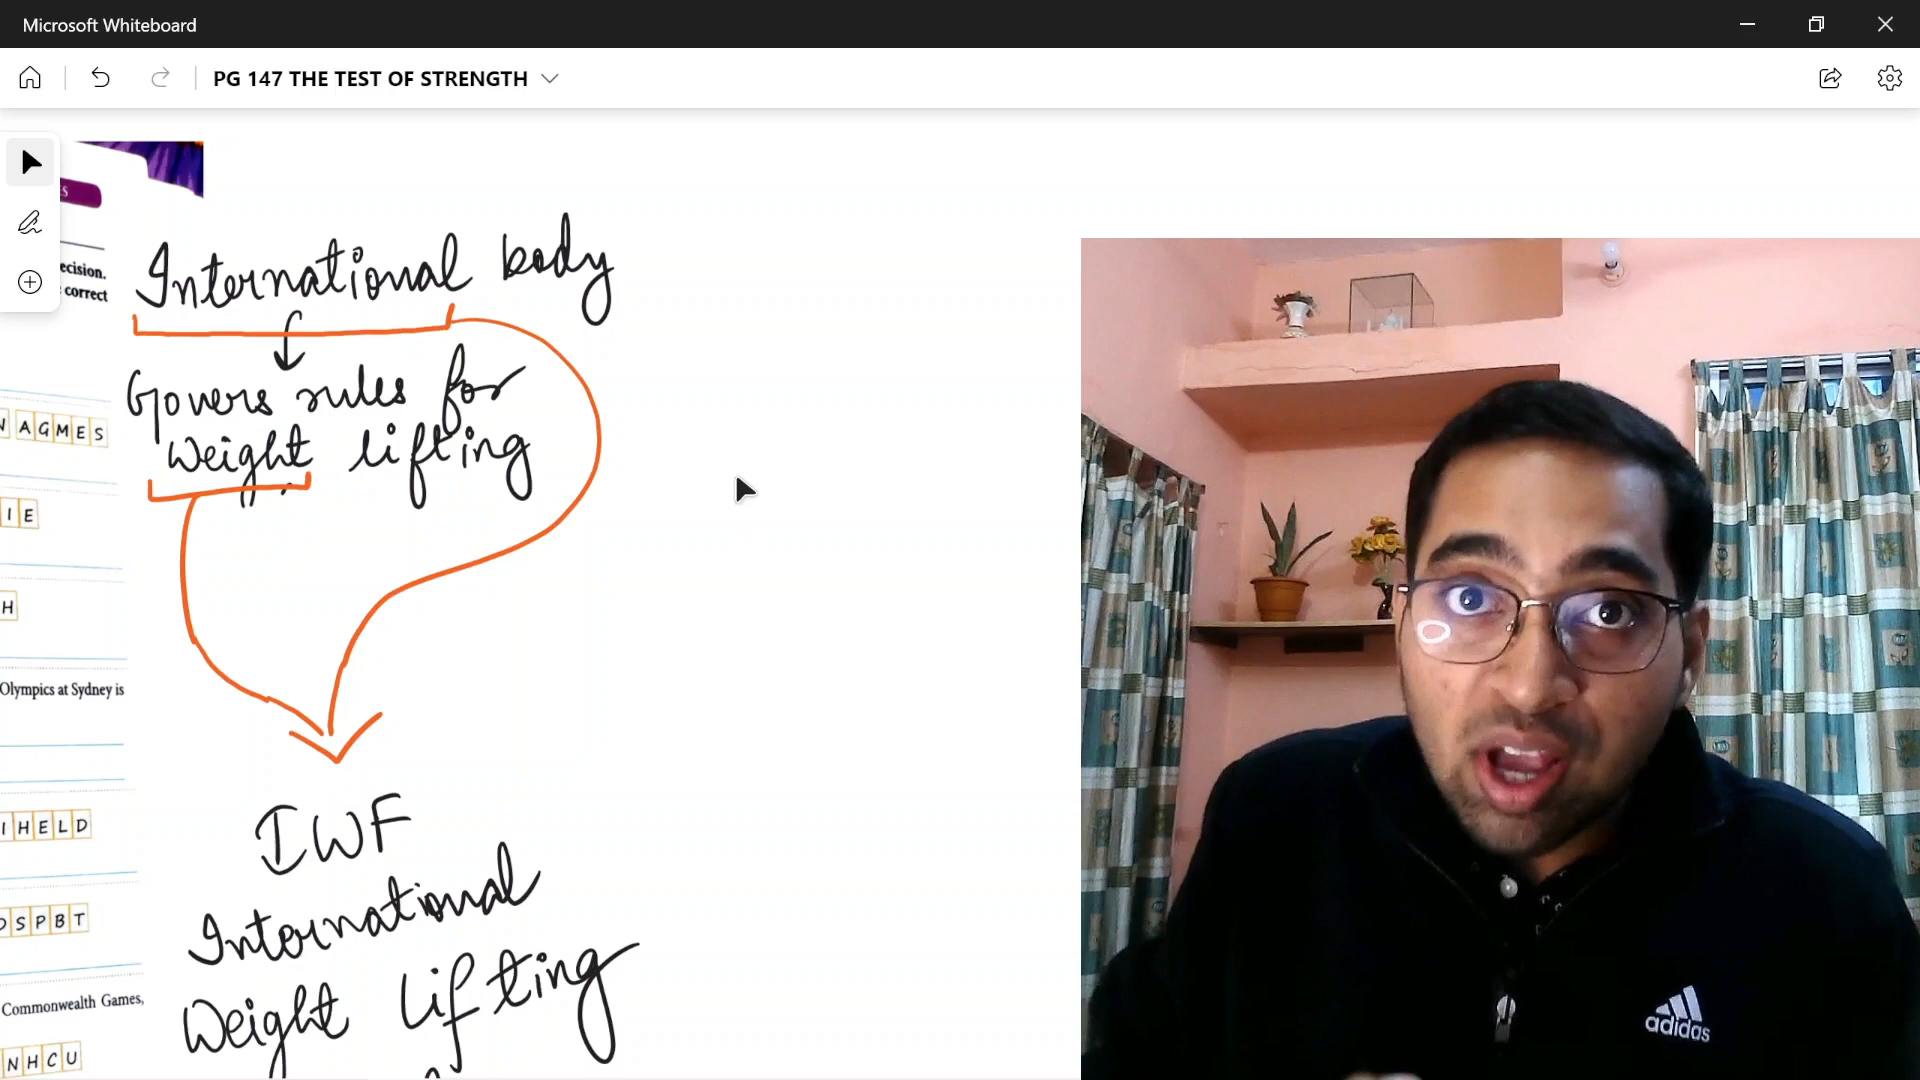 Microsoft Whiteboard
PG 147 THE TEST OF STRENGTH
ecision.
correct
AGMES
IE
H
Olympics at Sydney is
IHELD
SPBT
Commonwealth Games,
NHCU
International body
Govers rules for
Weight lifting
IWF
International
Weight Lifting
adidas